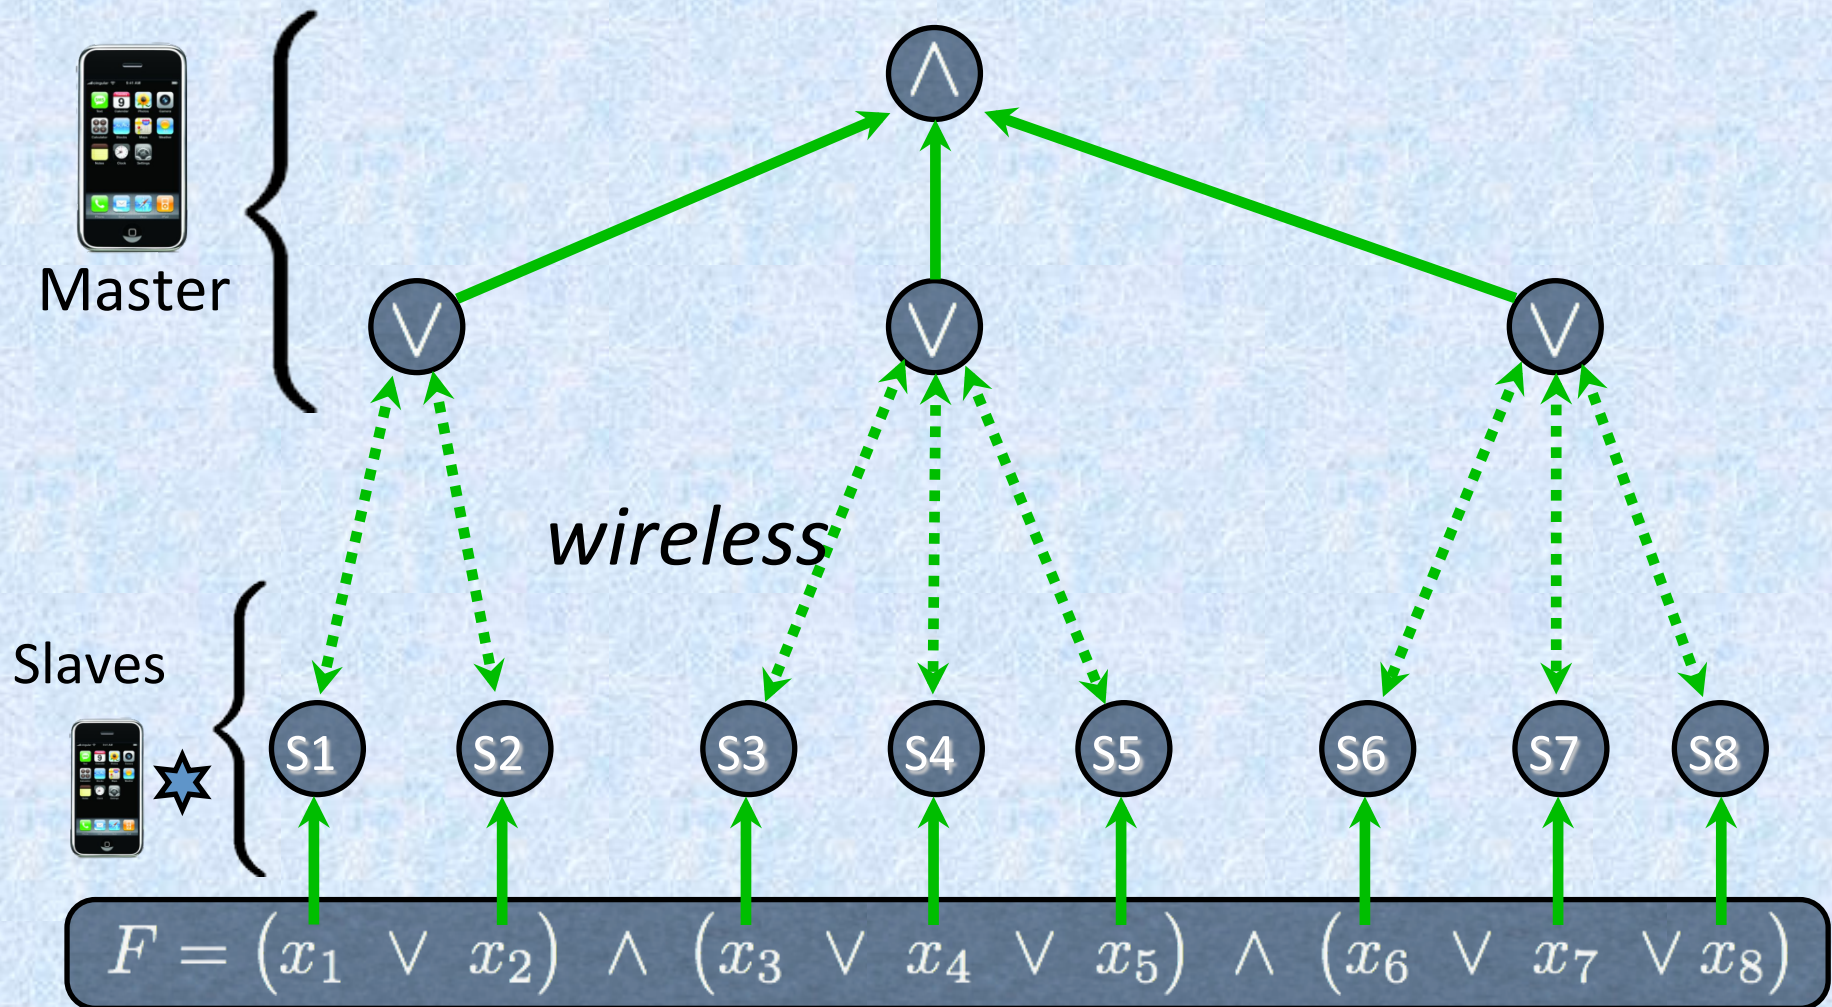 ∧
Master
∨ ∨ ∨
wireless
Slaves
S1 S2 S3 S4 S5 S6 S7 S8
F = (x₁ ∨ x₂) ∧ (x₃ ∨ x₄ ∨ x₅) ∧ (x₆ ∨ x₇ ∨ x₈)